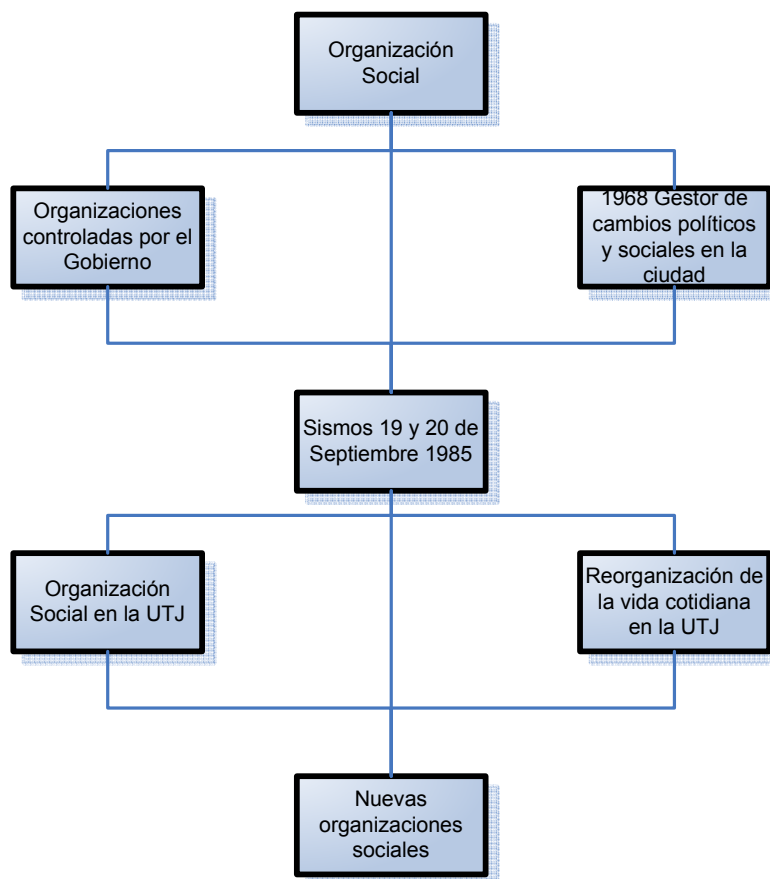 Organización
Social
Organizaciones
controladas por el
Gobierno
1968 Gestor de
cambios políticos
y sociales en la
ciudad
Sismos 19 y 20 de
Septiembre 1985
Organización
Social en la UTJ
Reorganización de
la vida cotidiana
en la UTJ
Nuevas
organizaciones
sociales